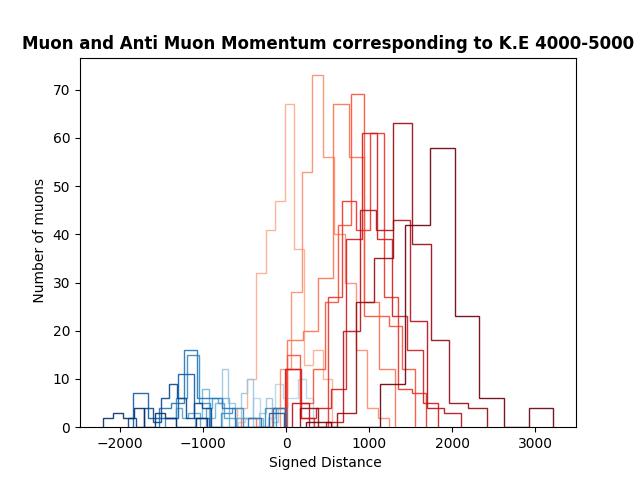 Muon and Anti Muon Momentum corresponding to K.E 4000-5000
70
60
50
40
30
20
10
0
Number of muons
−2000 −1000 0 1000 2000 3000
Signed Distance